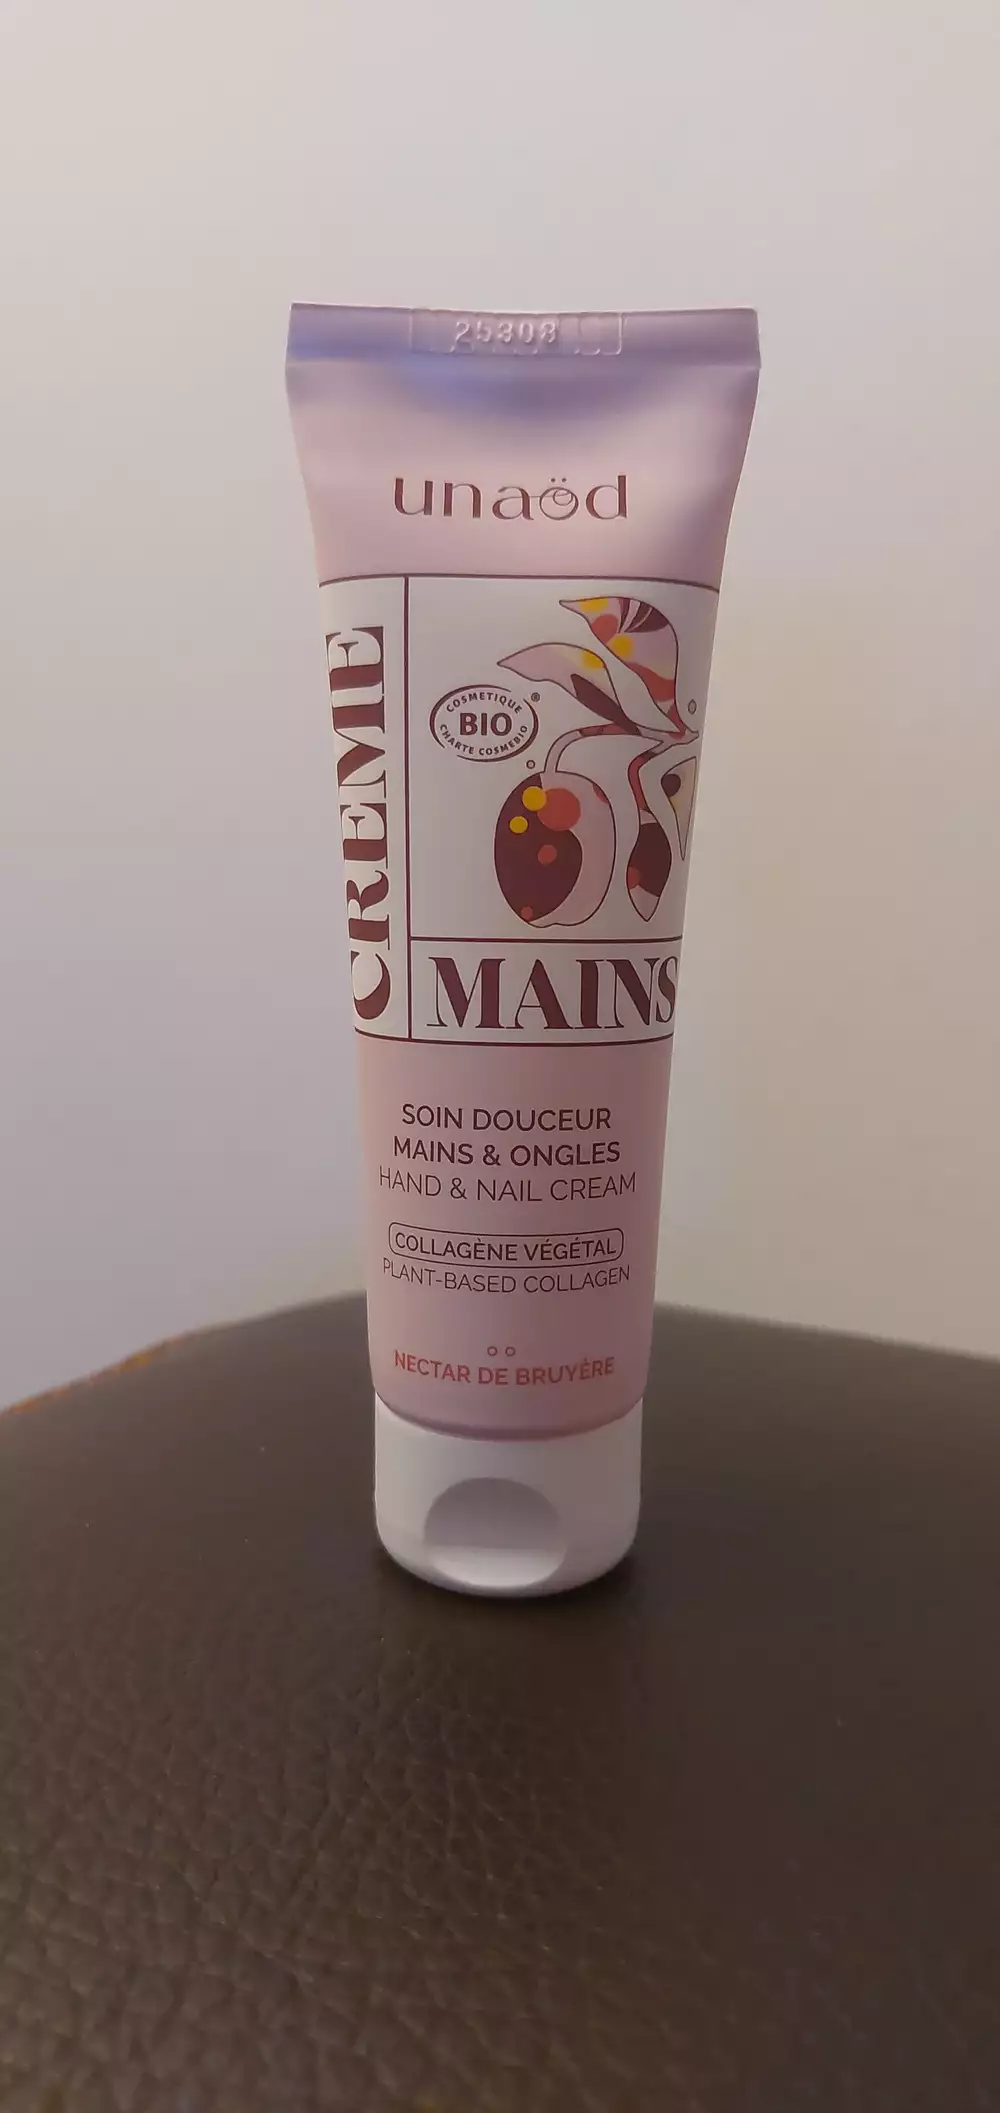 25308
unaöd
CREME
COSMETIQUE
BIO
®
CHARTE COSMEBIO
MAINS
SOIN DOUCEUR
MAINS & ONGLES
HAND & NAIL CREAM
COLLAGÈNE VÉGÉTAL
PLANT-BASED COLLAGEN
NECTAR DE BRUYÈRE